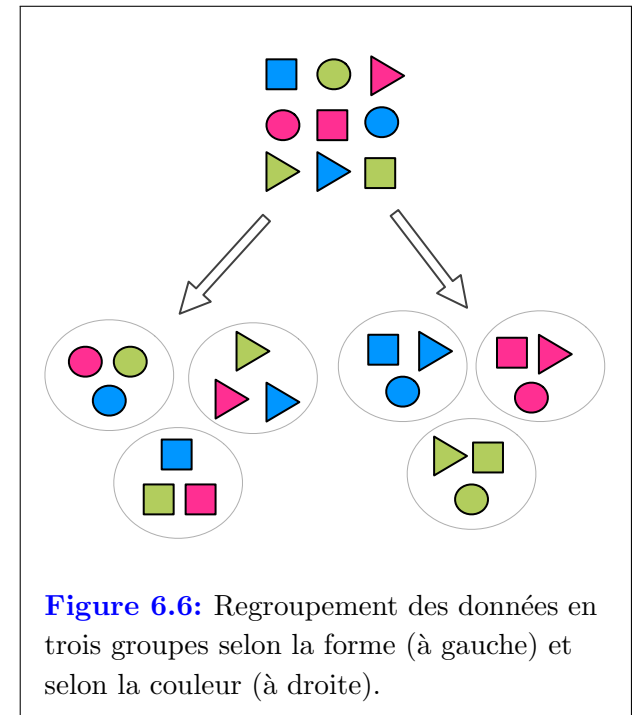 Figure 6.6: Regroupement des données en
trois groupes selon la forme (à gauche) et
selon la couleur (à droite).